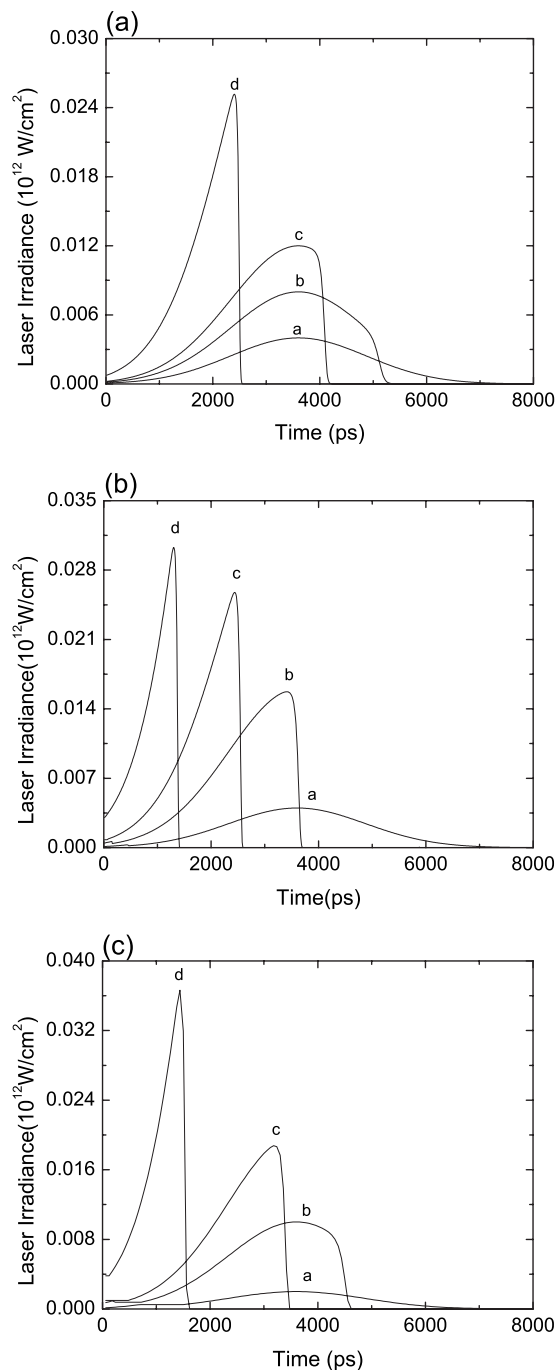 (a)
0.030
0.024
0.018
0.012
0.006
0.000
Laser Irradiance (10¹² W/cm²)
d
c
b
a
0 2000 4000 6000 8000
Time (ps)
(b)
0.035
0.028
0.021
0.014
0.007
0.000
Laser Irradiance(10¹²W/cm²)
d
c
b
a
0 2000 4000 6000 8000
Time(ps)
(c)
0.040
0.032
0.024
0.016
0.008
0.000
Laser Irradiance(10¹²W/cm²)
d
c
b
a
0 2000 4000 6000 8000
Time (ps)